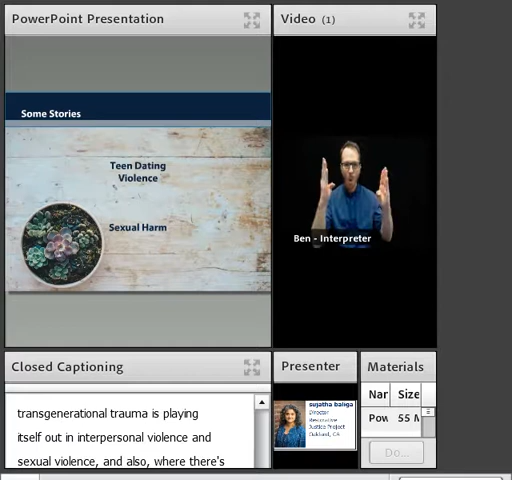 PowerPoint Presentation
Video (1)
Some Stories
Teen Dating
Violence
Sexual Harm
Ben - Interpreter
Closed Captioning
transgenerational trauma is playing
itself out in interpersonal violence and
sexual violence, and also, where there's
Presenter
sujatha baliga
Director
Restorative
Justice Project
Oakland, CA
Materials
Nar Size
Pow 55 M
Do...